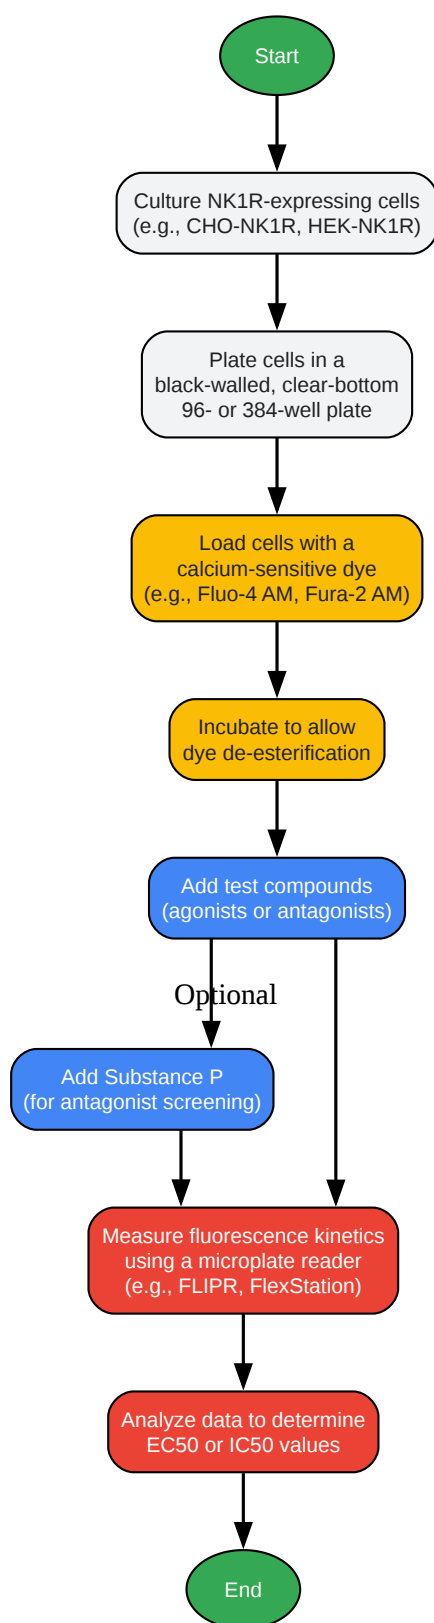 Start
Culture NK1R-expressing cells
(e.g., CHO-NK1R, HEK-NK1R)
Plate cells in a
black-walled, clear-bottom
96- or 384-well plate
Load cells with a
calcium-sensitive dye
(e.g., Fluo-4 AM, Fura-2 AM)
Incubate to allow
dye de-esterification
Add test compounds
(agonists or antagonists)
Optional
Add Substance P
(for antagonist screening)
Measure fluorescence kinetics
using a microplate reader
(e.g., FLIPR, FlexStation)
Analyze data to determine
EC50 or IC50 values
End